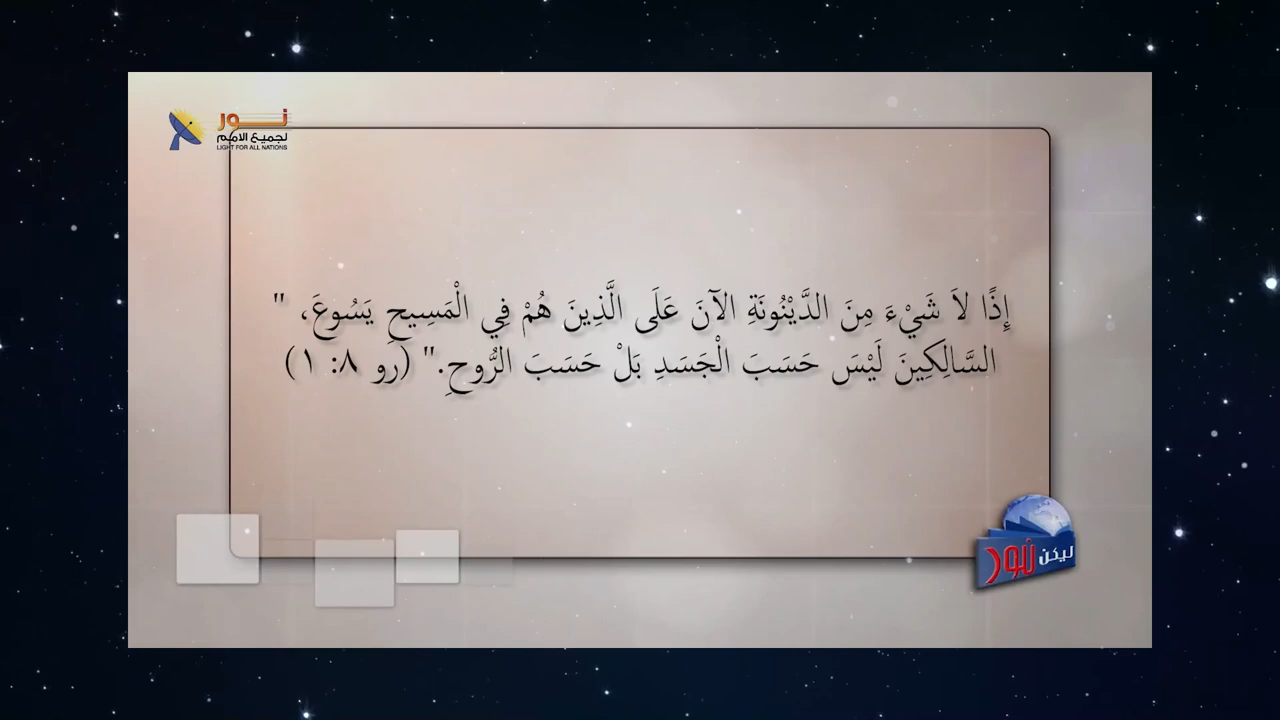 نور
لجميع الامم
LIGHT FOR ALL NATIONS
إِذًا لاَ شَيْءَ مِنَ الدَّيْنُونَةِ الآنَ عَلَى الَّذِينَ هُمْ فِي الْمَسِيحِ يَسُوعَ، "
السَّالِكِينَ لَيْسَ حَسَبَ الْجَسَدِ بَلْ حَسَبَ الرُّوحِ." (رو ٨: ١)
ليكن نور